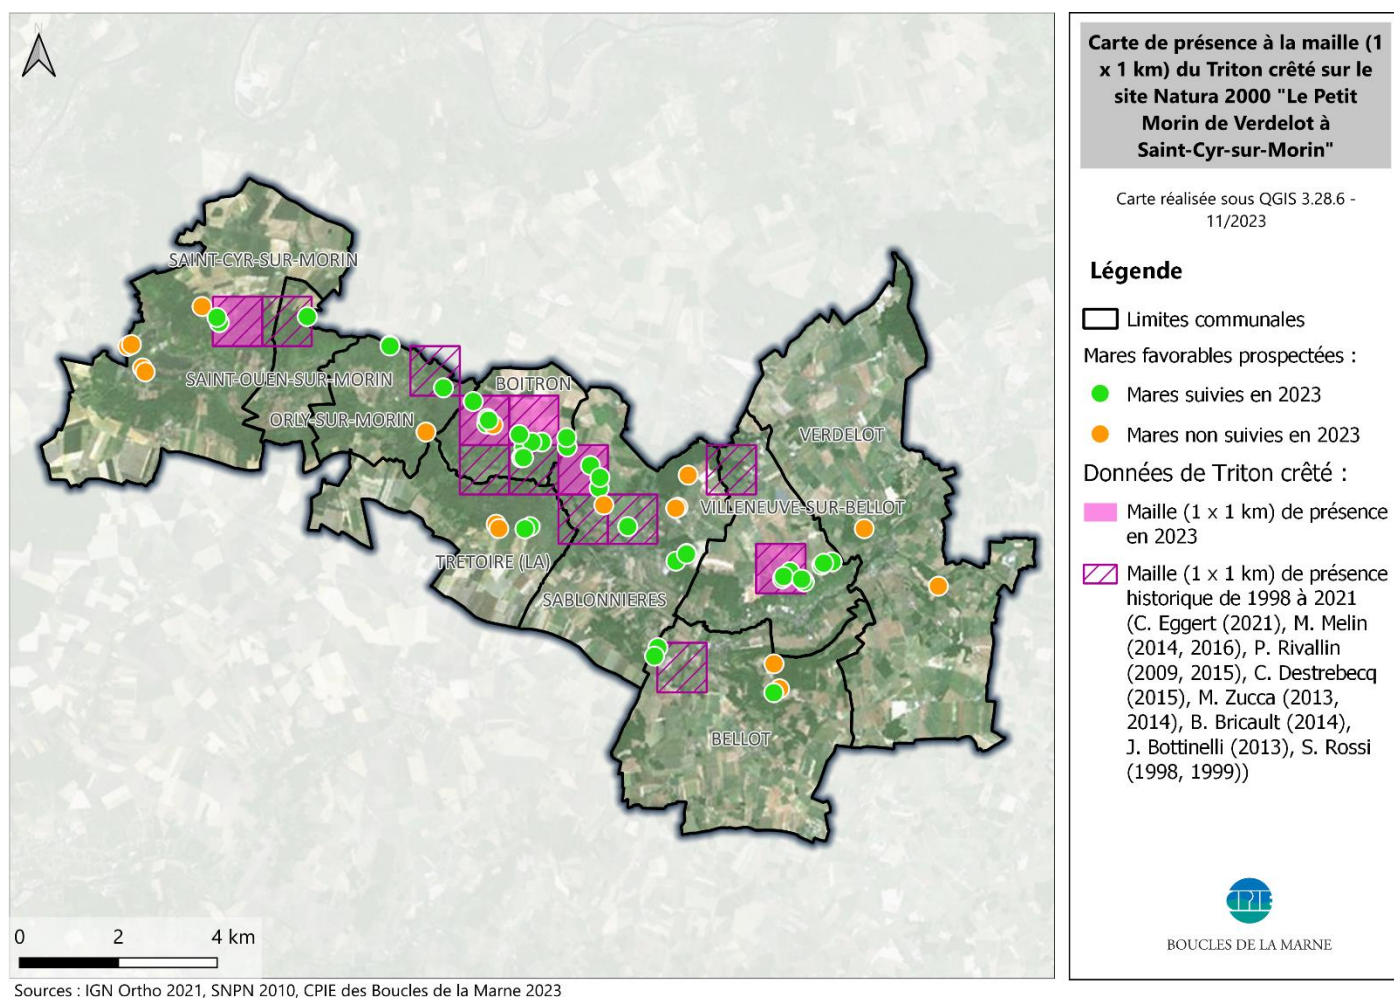 N
SAINT-CYR-SUR-MORIN
SAINT-OUEN-SUR-MORIN
BOITRON
ORLY-SUR-MORIN
VERDELOT
VILLENEUVE-SUR-BELLOT
TRETOIRE (LA)
SABLONNIERES
BELLOT
0 2 4 km
Sources : IGN Ortho 2021, SNPN 2010, CPIE des Boucles de la Marne 2023
Carte de présence à la maille (1
x 1 km) du Triton crêté sur le
site Natura 2000 "Le Petit
Morin de Verdelot à
Saint-Cyr-sur-Morin"
Carte réalisée sous QGIS 3.28.6 -
11/2023
Légende
Limites communales
Mares favorables prospectées :
Mares suivies en 2023
Mares non suivies en 2023
Données de Triton crêté :
Maille (1 x 1 km) de présence
en 2023
Maille (1 x 1 km) de présence
historique de 1998 à 2021
(C. Eggert (2021), M. Melin
(2014, 2016), P. Rivallin
(2009, 2015), C. Destrebecq
(2015), M. Zucca (2013,
2014), B. Bricault (2014),
J. Bottinelli (2013), S. Rossi
(1998, 1999))
CPIE
BOUCLES DE LA MARNE